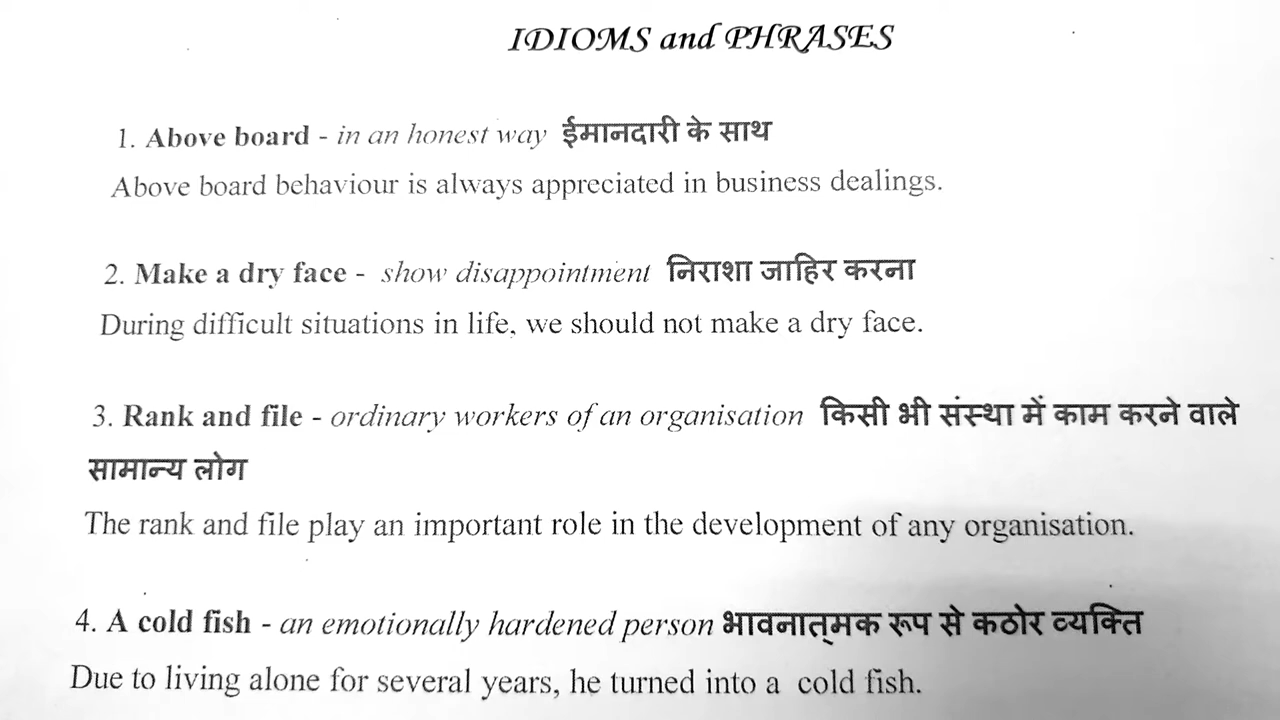 IDIOMS and PHRASES
1. Above board - in an honest way ईमानदारी के साथ
Above board behaviour is always appreciated in business dealings.
2. Make a dry face - show disappointment निराशा जाहिर करना
During difficult situations in life, we should not make a dry face.
3. Rank and file - ordinary workers of an organisation किसी भी संस्था में काम करने वाले
सामान्य लोग
The rank and file play an important role in the development of any organisation.
4. A cold fish - an emotionally hardened person भावनात्‌मक रूप से कठोर व्यक्ति
Due to living alone for several years, he turned into a cold fish.